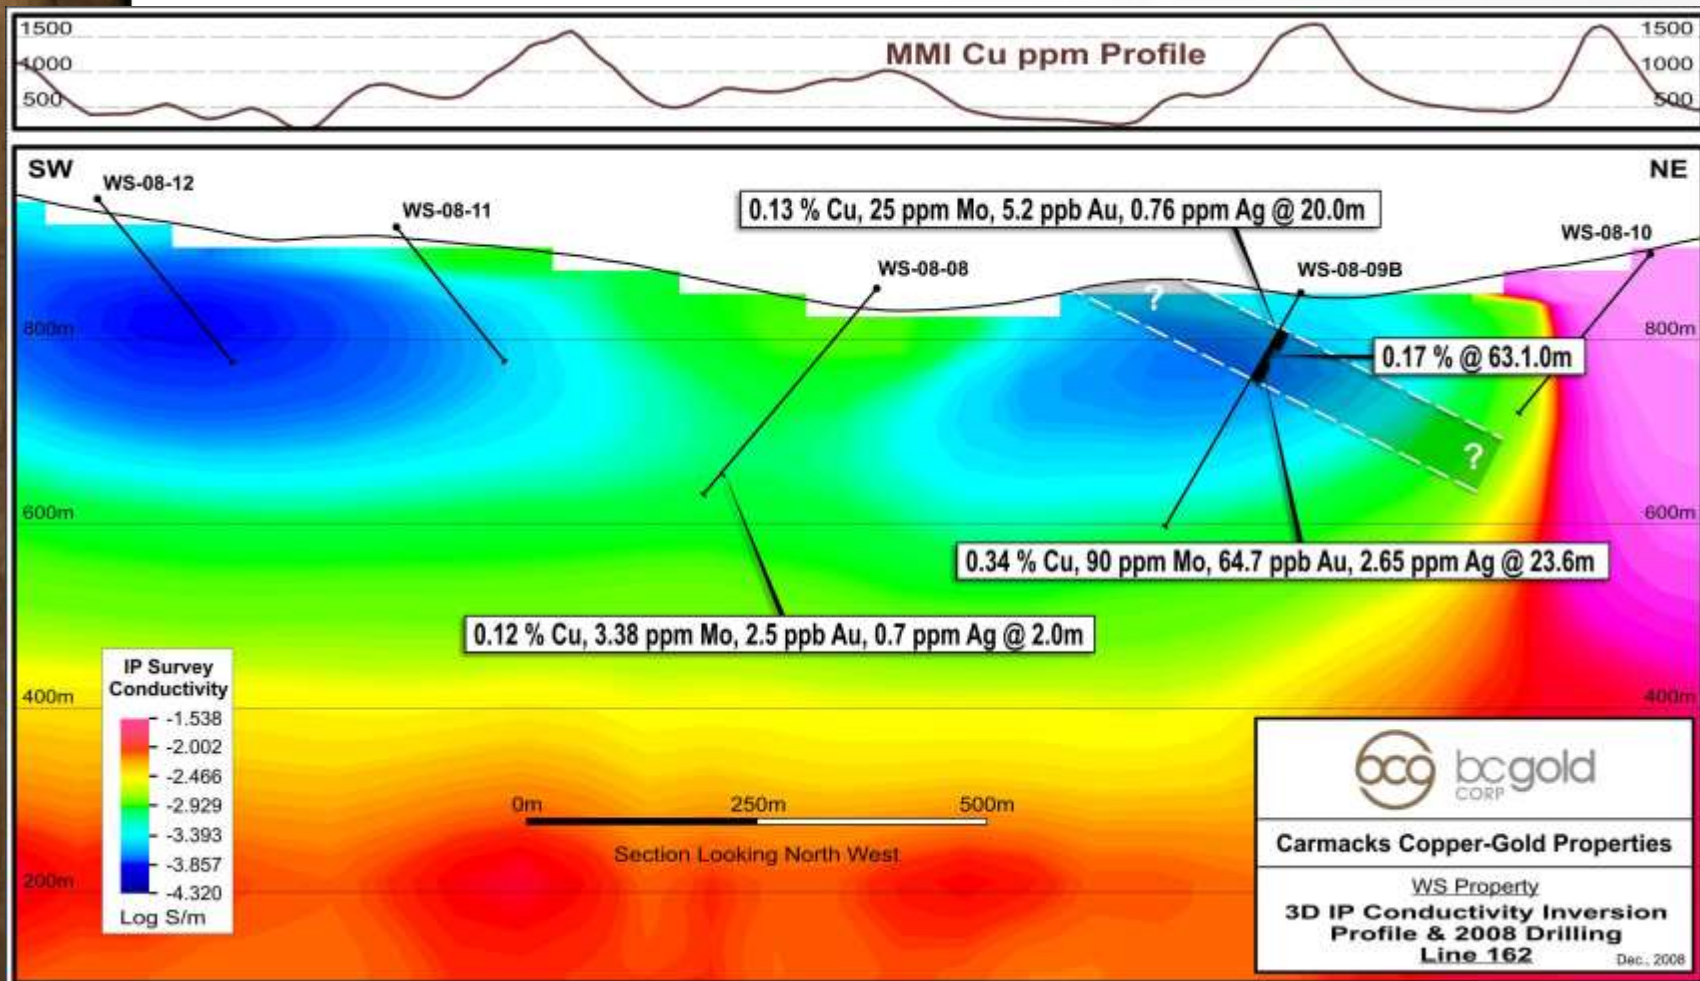 1500
1000
500
MMI Cu ppm Profile
1500
1000
500
SW
NE
WS-08-12
WS-08-11
WS-08-08
WS-08-09B
WS-08-10
0.13 % Cu, 25 ppm Mo, 5.2 ppb Au, 0.76 ppm Ag @ 20.0m
?
800m
800m
0.17 % @ 63.1.0m
?
600m
600m
0.34 % Cu, 90 ppm Mo, 64.7 ppb Au, 2.65 ppm Ag @ 23.6m
0.12 % Cu, 3.38 ppm Mo, 2.5 ppb Au, 0.7 ppm Ag @ 2.0m
400m
400m
IP Survey
Conductivity
-1.538
-2.002
-2.466
-2.929
-3.393
-3.857
-4.320
Log S/m
200m
0m 250m 500m
Section Looking North West
bcg bcgold
CORP
Carmacks Copper-Gold Properties
WS Property
3D IP Conductivity Inversion
Profile & 2008 Drilling
Line 162
Dec., 2008